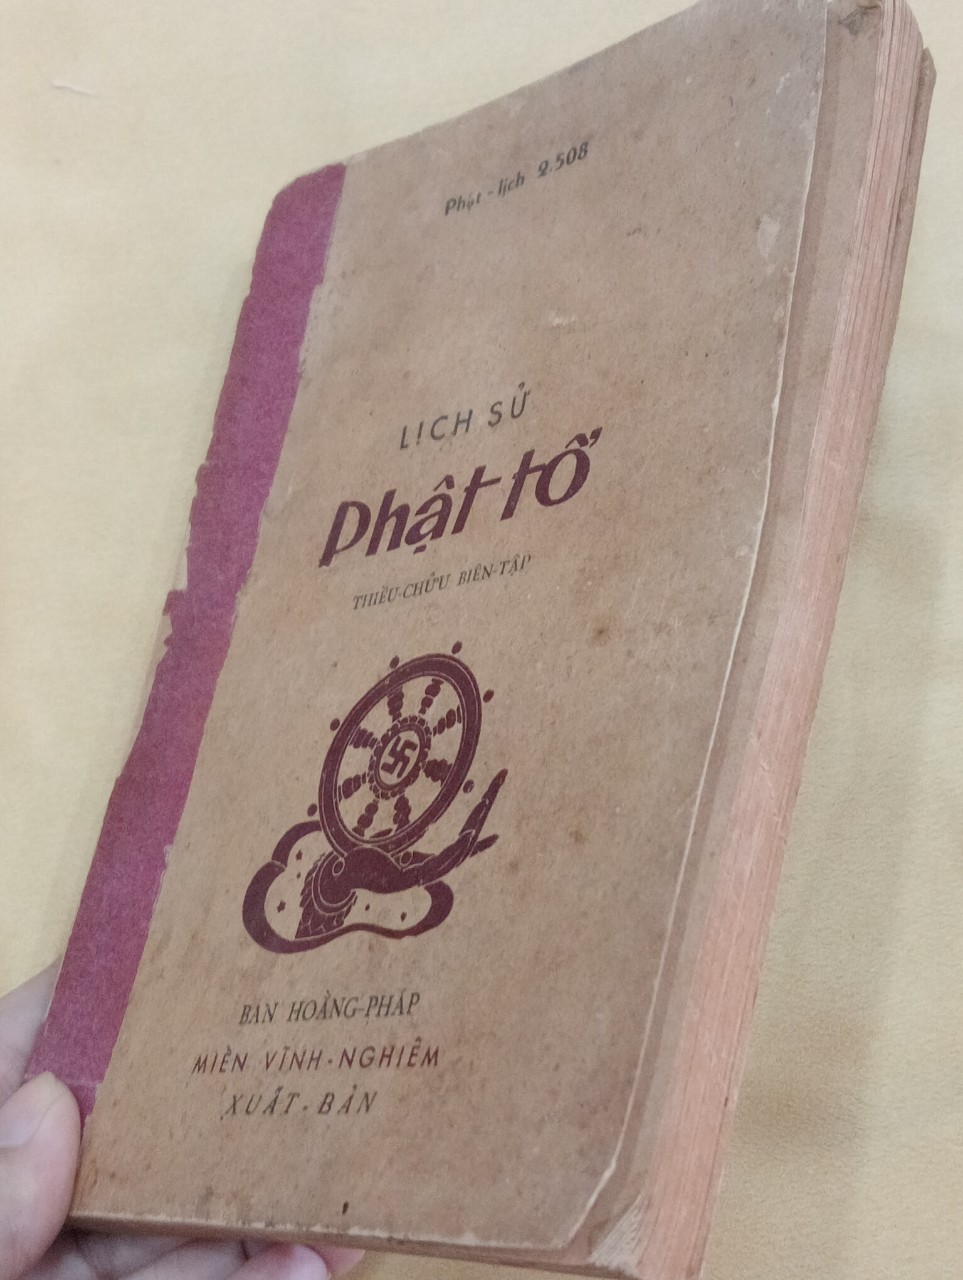 Phật-lịch 2.508
LỊCH SỬ
Phật-tổ
THIỀU-CHỬU BIÊN-TẬP
BAN HOẰNG-PHÁP
MIỀN VĨNH-NGHIÊM
XUẤT-BẢN